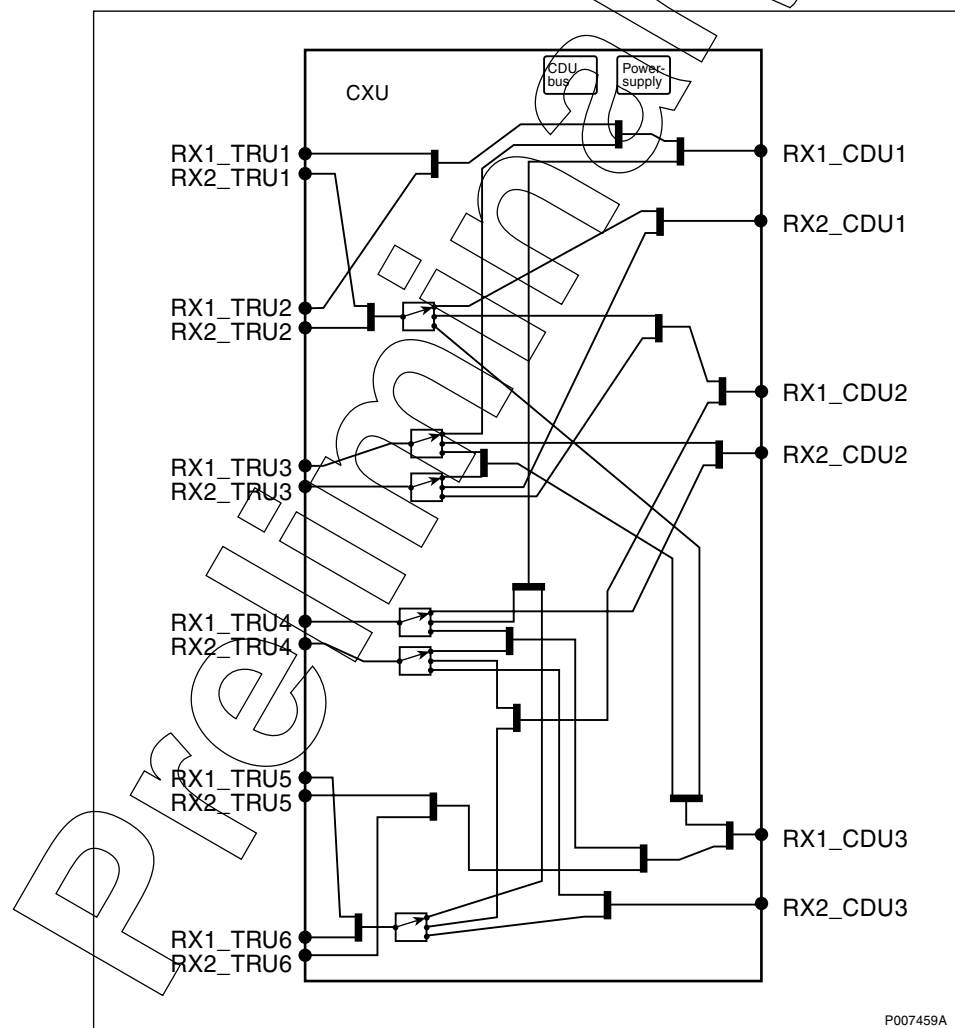 CDU
bus
Power-
supply
CXU
RX1_TRU1
RX2_TRU1
RX1_CDU1
RX2_CDU1
RX1_TRU2
RX2_TRU2
RX1_CDU2
RX2_CDU2
RX1_TRU3
RX2_TRU3
RX1_TRU4
RX2_TRU4
RX1_TRU5
RX2_TRU5
RX1_CDU3
RX2_CDU3
RX1_TRU6
RX2_TRU6
P007459A